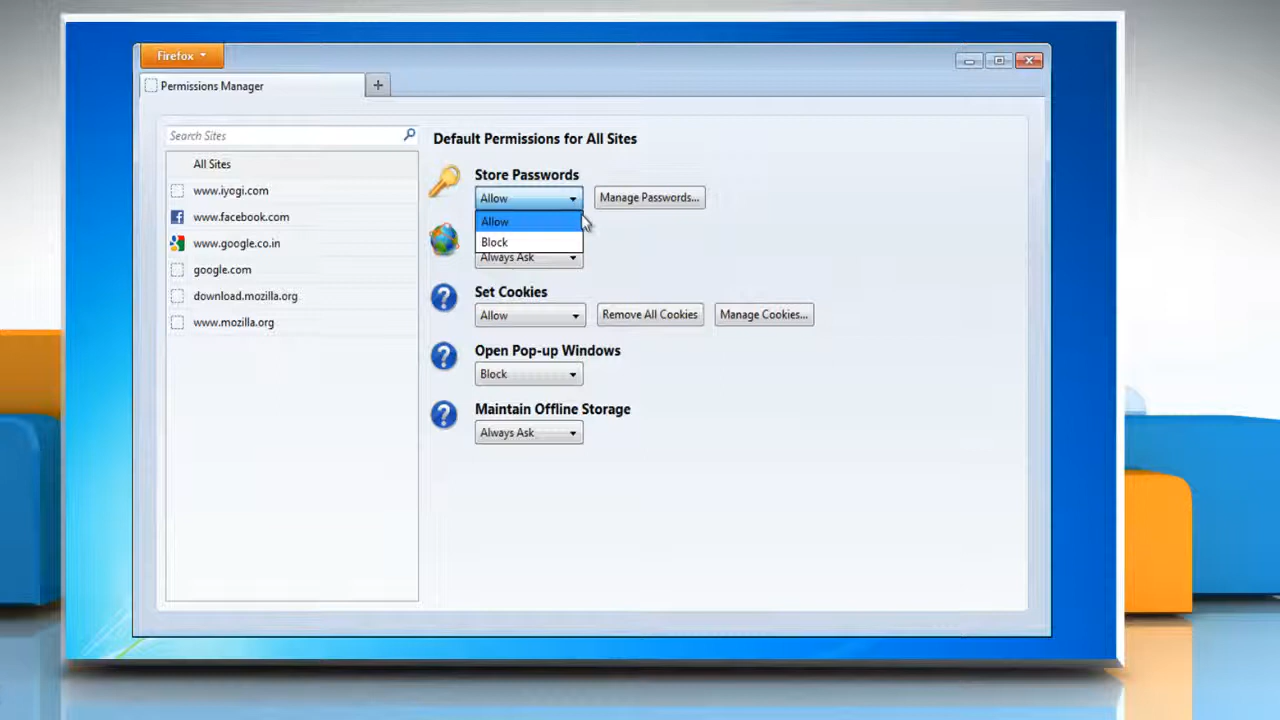 Firefox
Permissions Manager
+
Search Sites
All Sites
www.iyogi.com
www.facebook.com
www.google.co.in
google.com
download.mozilla.org
www.mozilla.org
Default Permissions for All Sites
Store Passwords
Allow
Manage Passwords...
Allow
Block
Always Ask
Set Cookies
Allow
Remove All Cookies
Manage Cookies...
Open Pop-up Windows
Block
Maintain Offline Storage
Always Ask